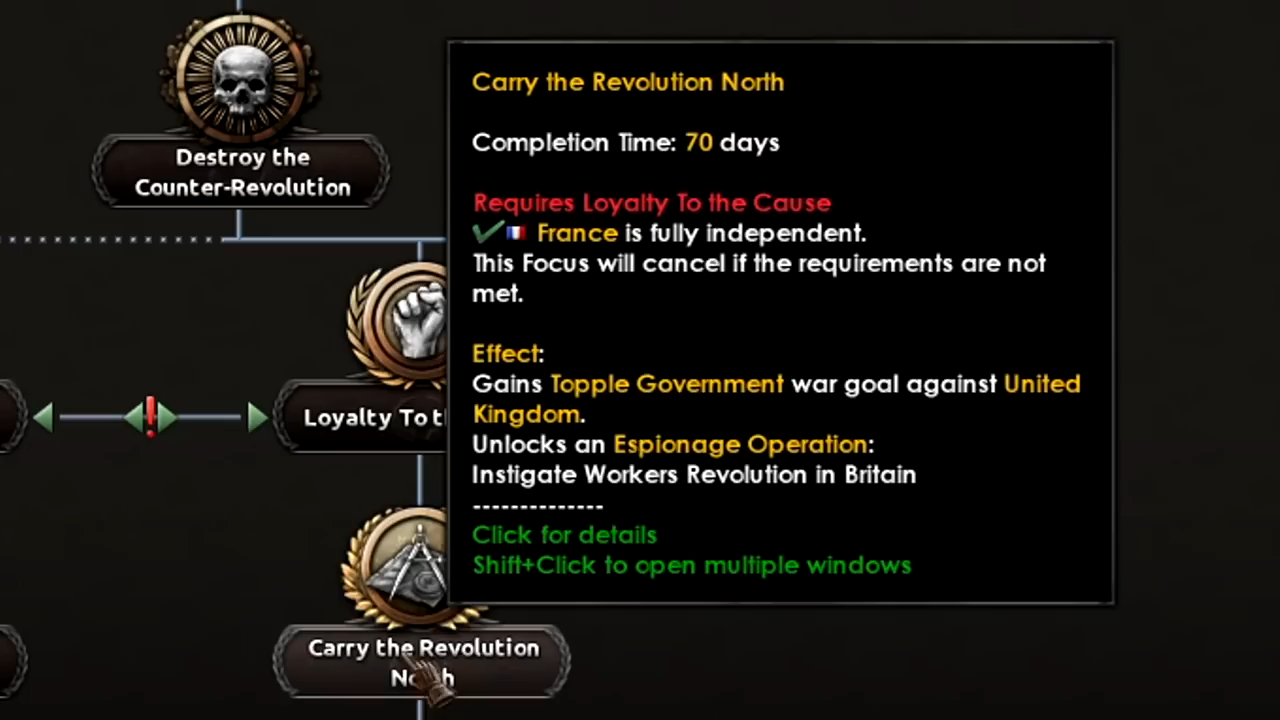 Destroy the
Counter-Revolution
Carry the Revolution North
Completion Time: 70 days
Requires Loyalty To the Cause
France is fully independent.
This Focus will cancel if the requirements are not
met.
Effect:
Gains Topple Government war goal against United
Kingdom.
Unlocks an Espionage Operation:
Instigate Workers Revolution in Britain
--------------
Click for details
Shift+Click to open multiple windows
Loyalty To
Carry the Revolution
North